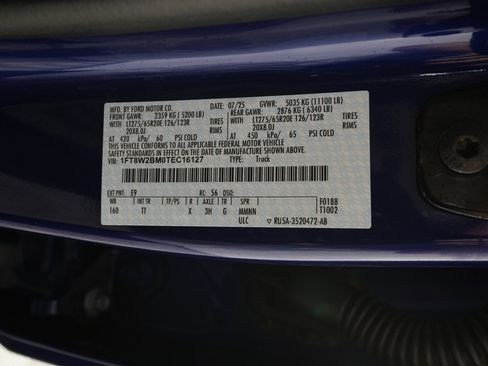 MFD. BY FORD MOTOR CO. 07/25 GVWR: 5035 KG (11100 LB)
FRONT GAWR: 2359 KG (5200 LB) REAR GAWR: 2876 KG (6340 LB)
WITH LT275/65R20E 126/123R TIRES WITH LT275/65R20E 126/123R TIRES
20X8.0J RIMS 20X8.0J RIMS
AT 420 kPa/ 60 PSI COLD AT 450 kPa/ 65 PSI COLD
THIS VEHICLE CONFORMS TO ALL APPLICABLE FEDERAL MOTOR VEHICLE
SAFETY STANDARDS IN EFFECT ON THE DATE OF MANUFACTURE SHOWN ABOVE.
VIN: 1FT8W2BM0TEC16127 TYPE: Truck
EXT PNT: E9 RC: 56 DSO: F0188
WB INT TR TP/PS R AXLE TR SPR T1002
160 TT X 3H G MMNN
ULC ▽ RU5A-3520472-AB